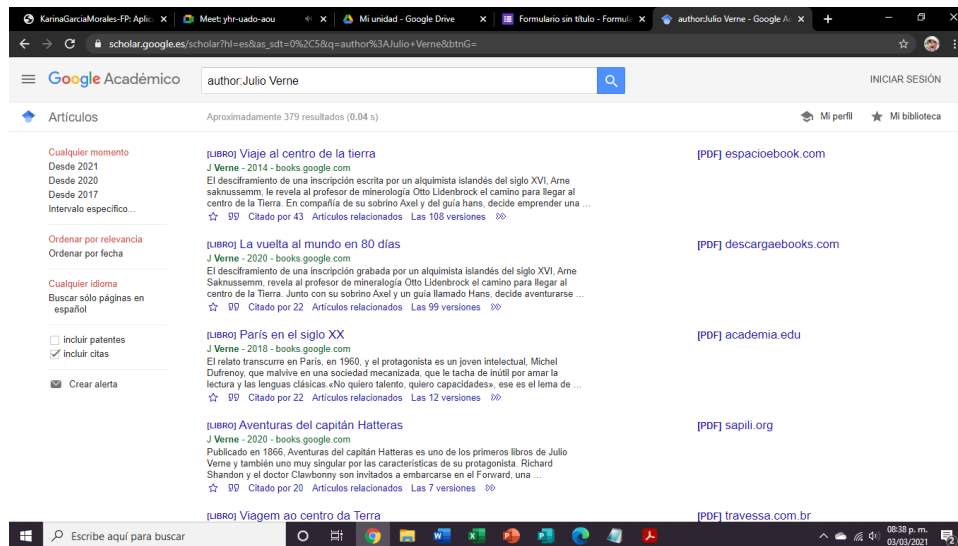 KarinaGarciaMorales-FP: Aplic
Meet: yhr-uado-aou
Mi unidad - Google Drive
Formulario sin título - Formula
author:Julio Verne - Google Ac
scholar.google.es/scholar?hl=es&as_sdt=0%2C5&q=author%3AJulio+Verne&btnG=
Google Académico
author:Julio Verne
INICIAR SESIÓN
Artículos
Aproximadamente 379 resultados (0.04 s)
Mi perfil
Mi biblioteca
Cualquier momento
Desde 2021
Desde 2020
Desde 2017
Intervalo específico...
Ordenar por relevancia
Ordenar por fecha
Cualquier idioma
Buscar sólo páginas en
español
incluir patentes
incluir citas
Crear alerta
[LIBRO] Viaje al centro de la tierra
J Verne - 2014 - books.google.com
El desciframiento de una inscripción escrita por un alquimista islandés del siglo XVI, Arne
saknussemm, le revela al profesor de minerología Otto Lidenbrock el camino para llegar al
centro de la Tierra. En compañía de su sobrino Axel y del guía hans, decide emprender una ...
Citado por 43 Artículos relacionados Las 108 versiones
[PDF] espacioebook.com
[LIBRO] La vuelta al mundo en 80 días
J Verne - 2020 - books.google.com
El desciframiento de una inscripción grabada por un alquimista islandés del siglo XVI, Arne
Saknussemm, revela al profesor de mineralogía Otto Lidenbrock el camino para llegar al
centro de la Tierra. Junto con su sobrino Axel y un guía llamado Hans, decide aventurarse ...
Citado por 22 Artículos relacionados Las 99 versiones
[PDF] descargaebooks.com
[LIBRO] París en el siglo XX
J Verne - 2018 - books.google.com
El relato transcurre en París, en 1960, y el protagonista es un joven intelectual, Michel
Dufrenoy, que malvive en una sociedad mecanizada, que le tacha de inútil por amar la
lectura y las lenguas clásicas.«No quiero talento, quiero capacidades», ese es el lema de ...
Citado por 22 Artículos relacionados Las 12 versiones
[PDF] academia.edu
[LIBRO] Aventuras del capitán Hatteras
J Verne - 2020 - books.google.com
Publicado en 1866, Aventuras del capitán Hatteras es uno de los primeros libros de Julio
Verne y también uno muy singular por las características de su protagonista. Richard
Shandon y el doctor Clawbonny son invitados a embarcarse en el Forward, una ...
Citado por 20 Artículos relacionados Las 7 versiones
[PDF] sapili.org
[LIBRO] Viagem ao centro da Terra
[PDF] travessa.com.br
Escribe aquí para buscar
08:38 p. m.
03/03/2021
2